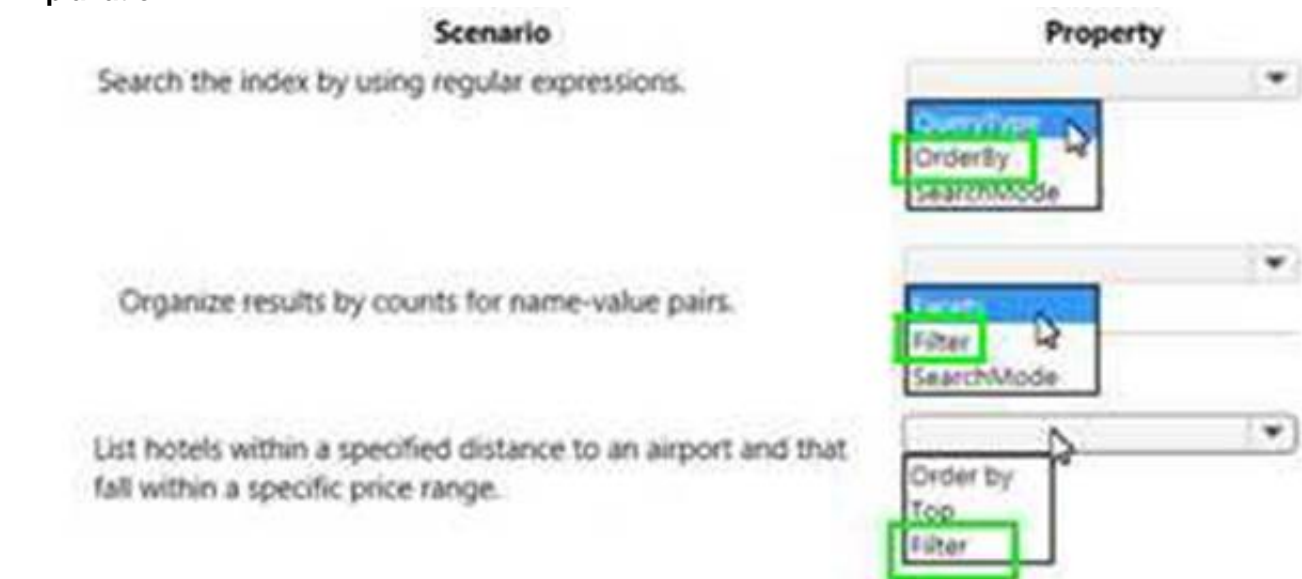 Scenario
Property
Search the index by using regular expressions.
QueryType
OrderBy
SearchMode
Organize results by counts for name-value pairs.
Filter
SearchMode
List hotels within a specified distance to an airport and that
fall within a specific price range.
Order by
Top
Filter